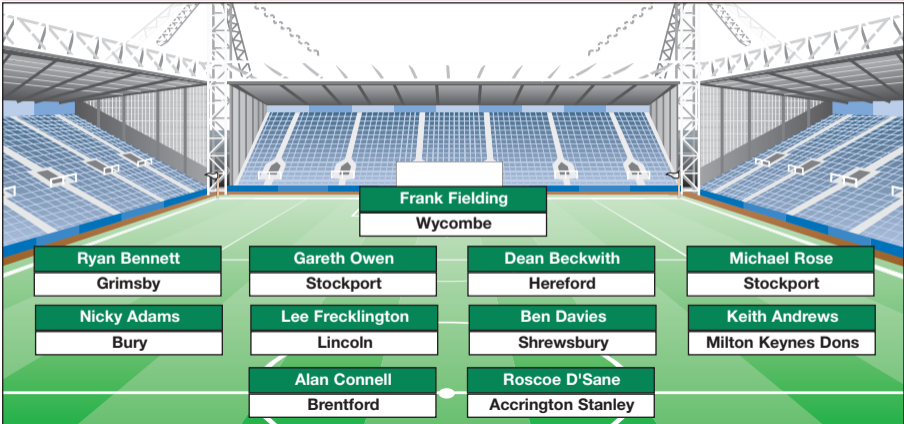 Frank Fielding
Wycombe
Ryan Bennett
Grimsby
Gareth Owen
Stockport
Dean Beckwith
Hereford
Michael Rose
Stockport
Nicky Adams
Bury
Lee Frecklington
Lincoln
Ben Davies
Shrewsbury
Keith Andrews
Milton Keynes Dons
Alan Connell
Brentford
Roscoe D'Sane
Accrington Stanley